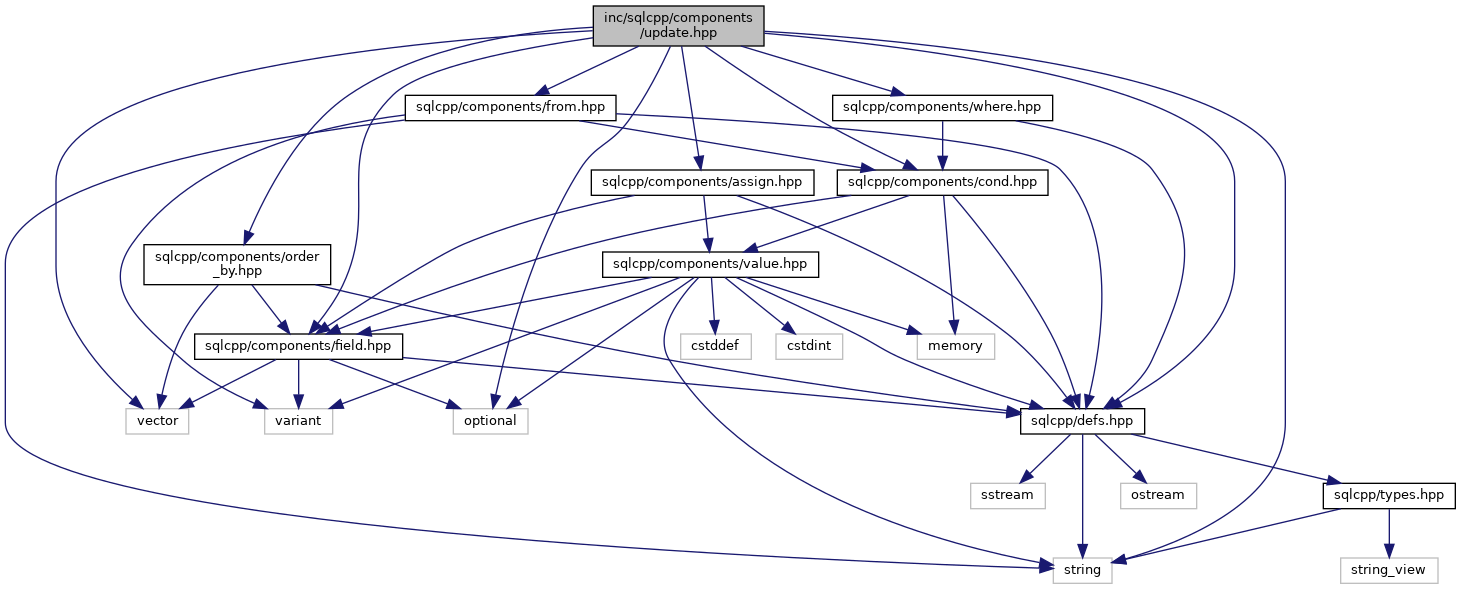 inc/sqlcpp/components
/update.hpp
sqlcpp/components/from.hpp
sqlcpp/components/where.hpp
sqlcpp/components/assign.hpp
sqlcpp/components/cond.hpp
sqlcpp/components/order
_by.hpp
sqlcpp/components/value.hpp
sqlcpp/components/field.hpp
cstddef
cstdint
memory
vector
variant
optional
sqlcpp/defs.hpp
sstream
ostream
sqlcpp/types.hpp
string
string_view